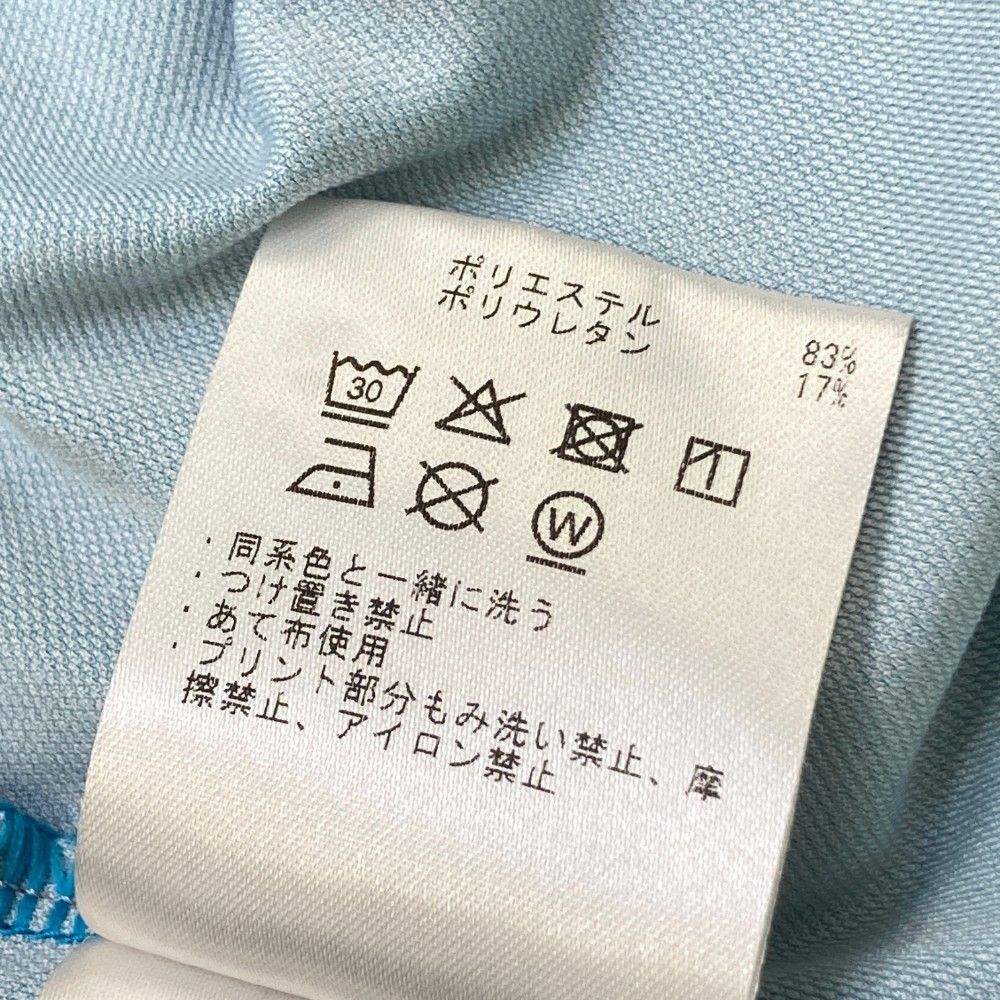 ポリエステル 83%
ポリウレタン 17%
30
1
W
・同系色と一緒に洗う
・つけ置き禁止
・あて布使用
・プリント部分もみ洗い禁止、摩
擦禁止、アイロン禁止